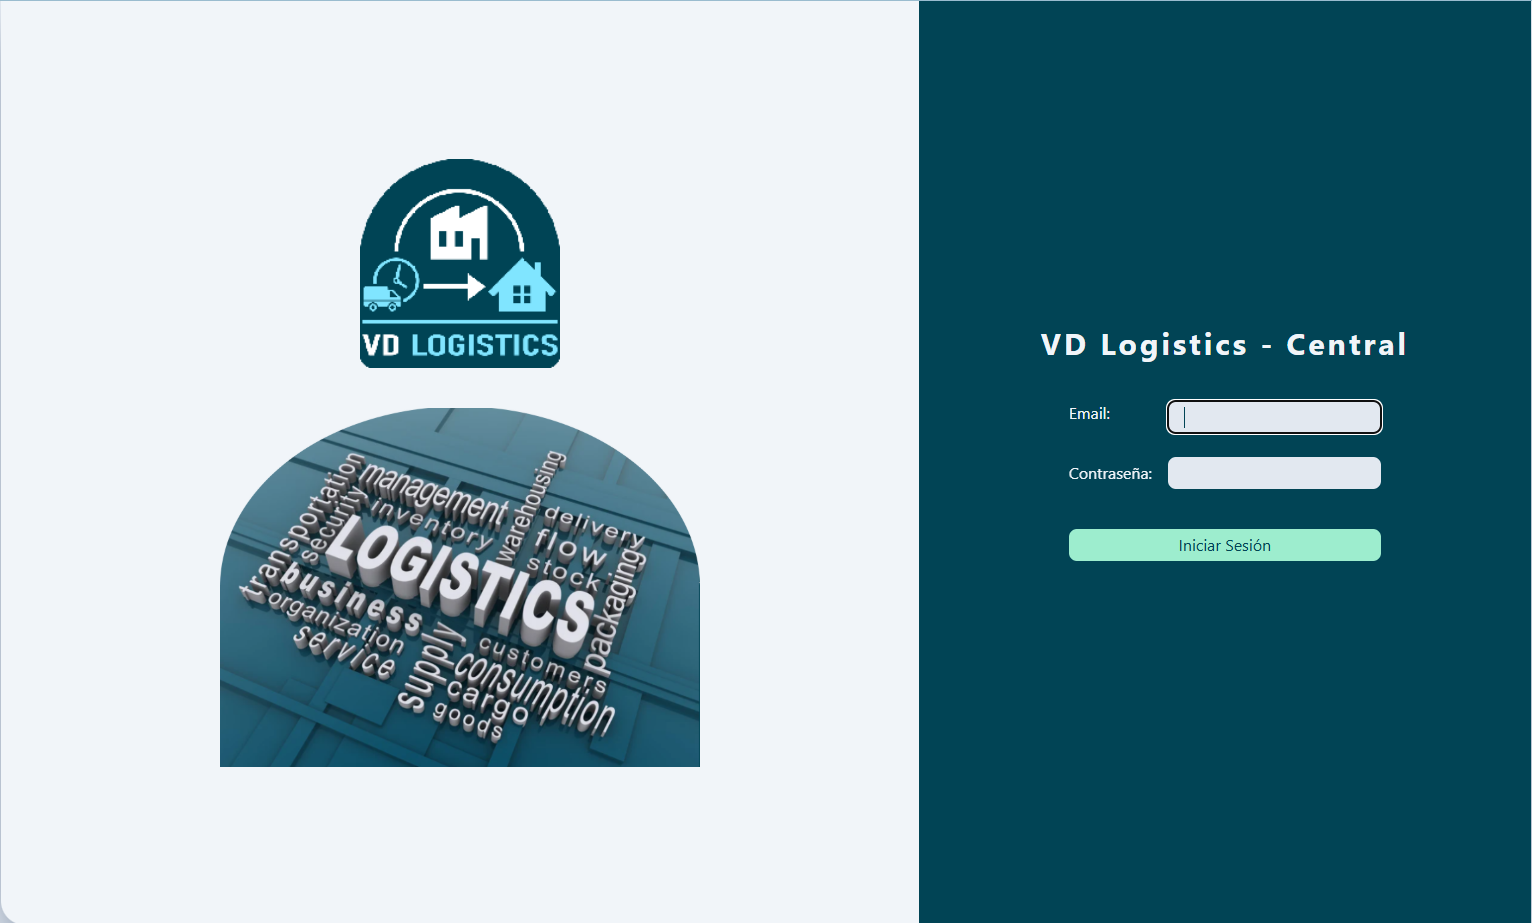 VD LOGISTICS
transportation
security
management
inventory
warehousing
delivery
flow
stock
packaging
LOGISTICS
business
organization
service
supply
customers
consumption
cargo
goods
VD Logistics - Central
Email:
Contraseña:
Iniciar Sesión